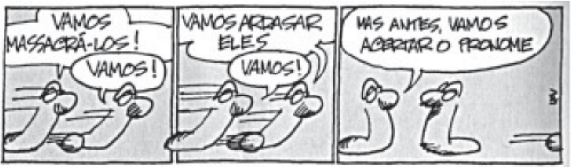 VAMOS
MASSACRÁ-LOS!
VAMOS!
VAMOS ARRASAR
ELES
VAMOS!
MAS ANTES, VAMOS
ACERTAR O PRONOME